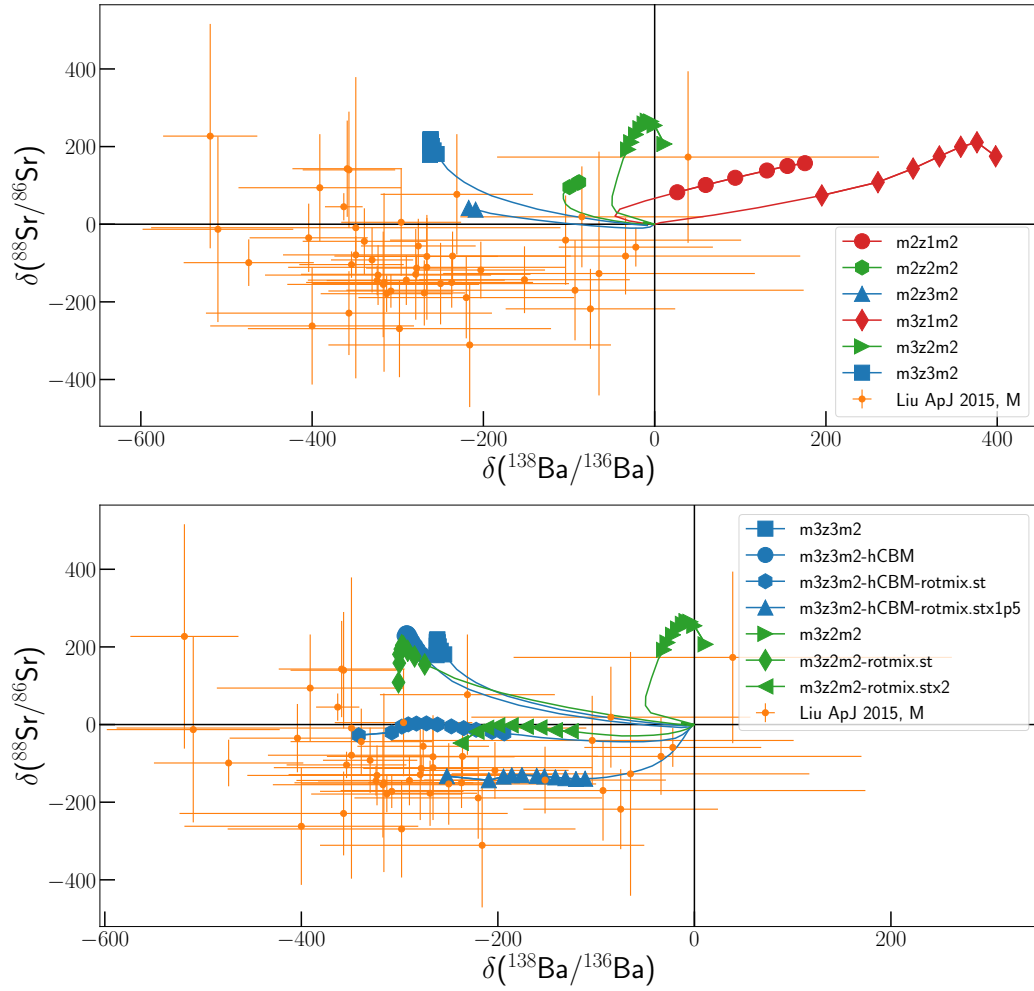 400
200
0
−200
−400
δ(⁸⁸Sr/⁸⁶Sr)
m2z1m2
m2z2m2
m2z3m2
m3z1m2
m3z2m2
m3z3m2
Liu ApJ 2015, M
−600
−400
−200
0
200
400
δ(¹³⁸Ba/¹³⁶Ba)
400
200
0
−200
−400
δ(⁸⁸Sr/⁸⁶Sr)
m3z3m2
m3z3m2-hCBM
m3z3m2-hCBM-rotmix.st
m3z3m2-hCBM-rotmix.stx1p5
m3z2m2
m3z2m2-rotmix.st
m3z2m2-rotmix.stx2
Liu ApJ 2015, M
−600
−400
−200
0
200
δ(¹³⁸Ba/¹³⁶Ba)